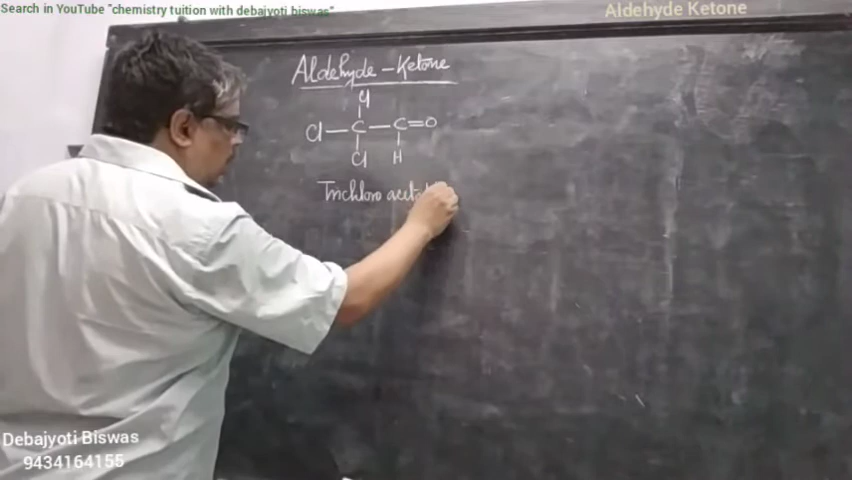 Search in YouTube "chemistry tuition with debajyoti biswas"
Aldehyde Ketone
Aldehyde - Ketone
Cl
Cl - C - C = O
Cl H
Trichloro
Debajyoti Biswas
9434164155